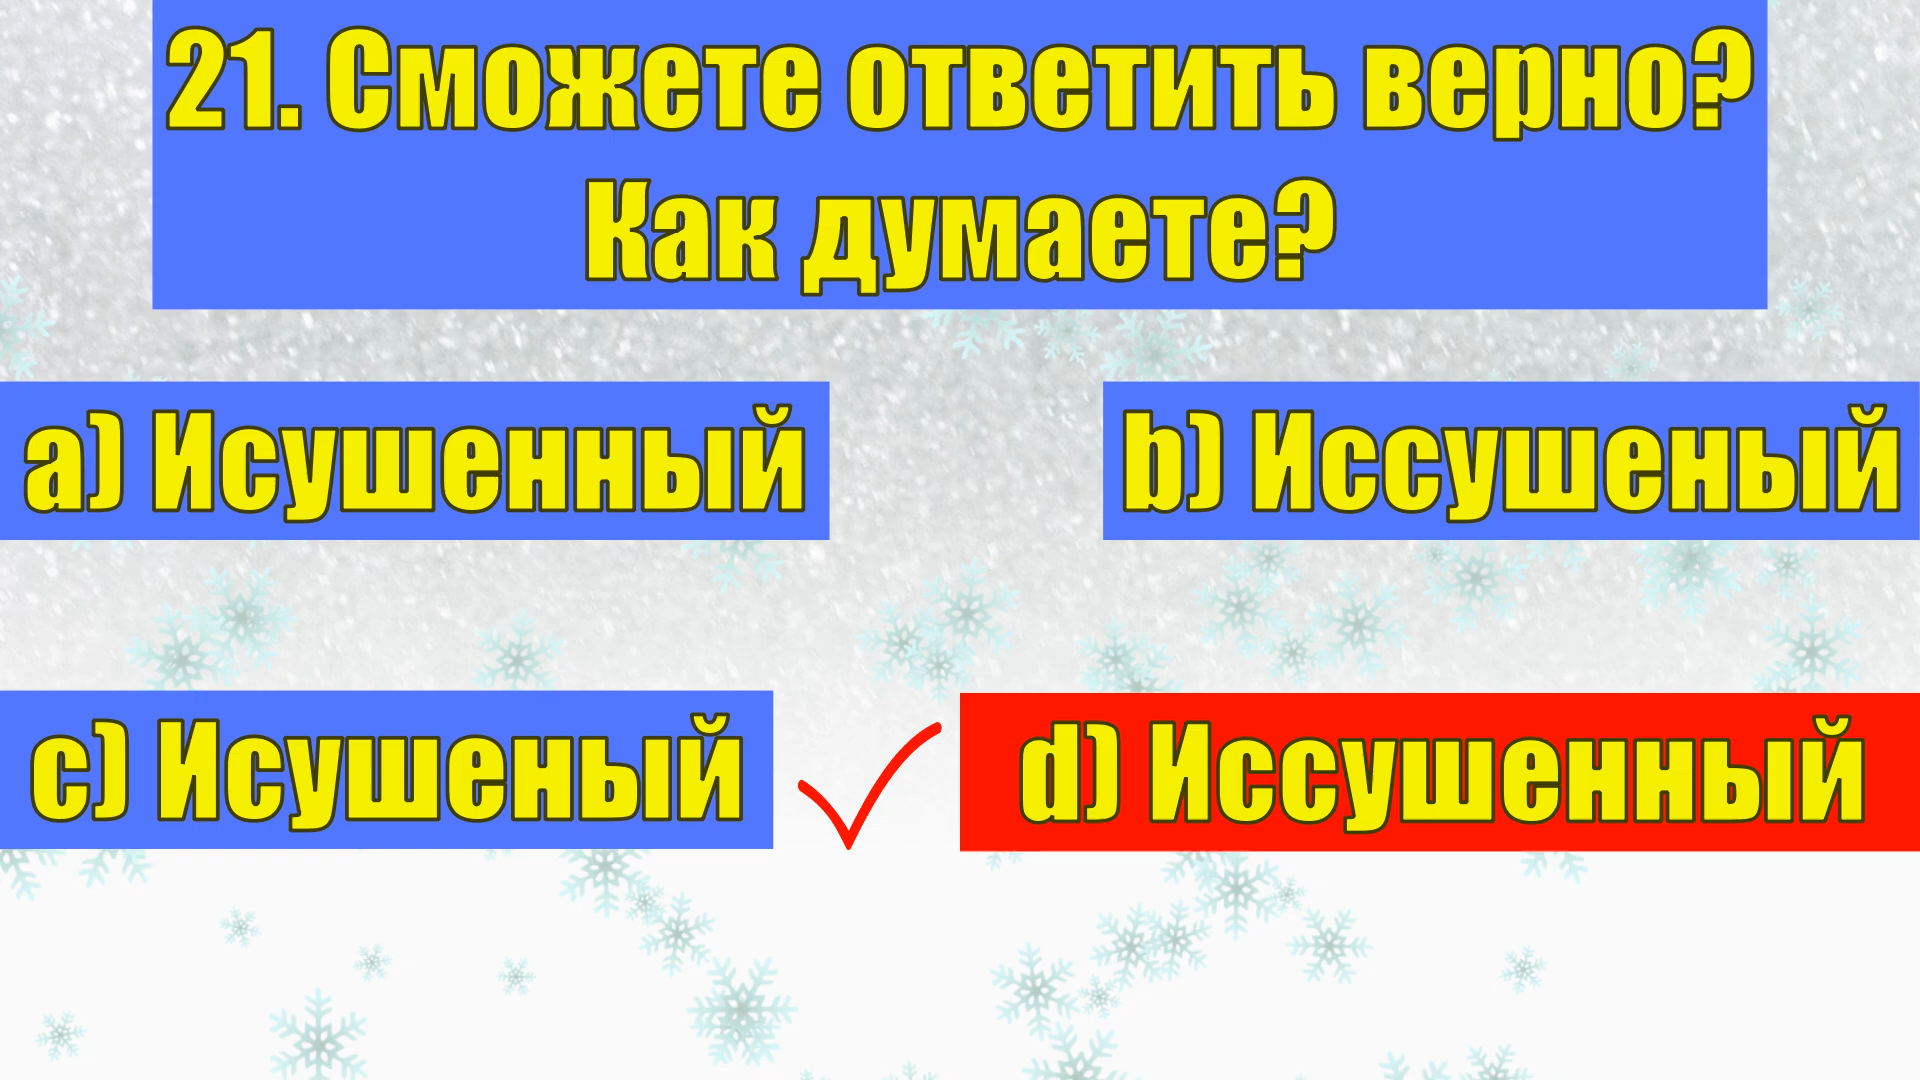 21. Сможете ответить верно?
Как думаете?
a) Исушенный
b) Иссушеный
c) Исушеный
d) Иссушенный